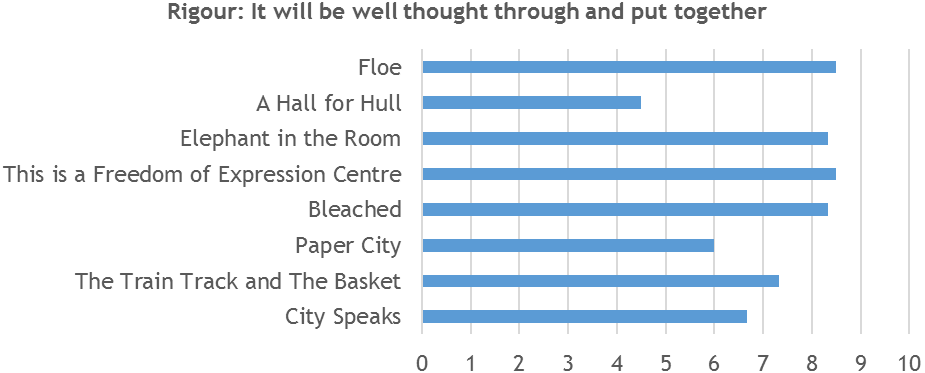 Rigour: It will be well thought through and put together
Floe
A Hall for Hull
Elephant in the Room
This is a Freedom of Expression Centre
Bleached
Paper City
The Train Track and The Basket
City Speaks
0 1 2 3 4 5 6 7 8 9 10